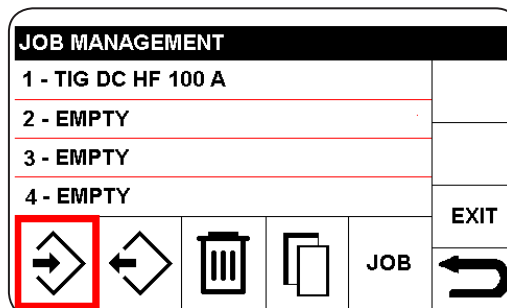 JOB MANAGEMENT
1 - TIG DC HF 100 A
2 - EMPTY
3 - EMPTY
4 - EMPTY
EXIT
JOB